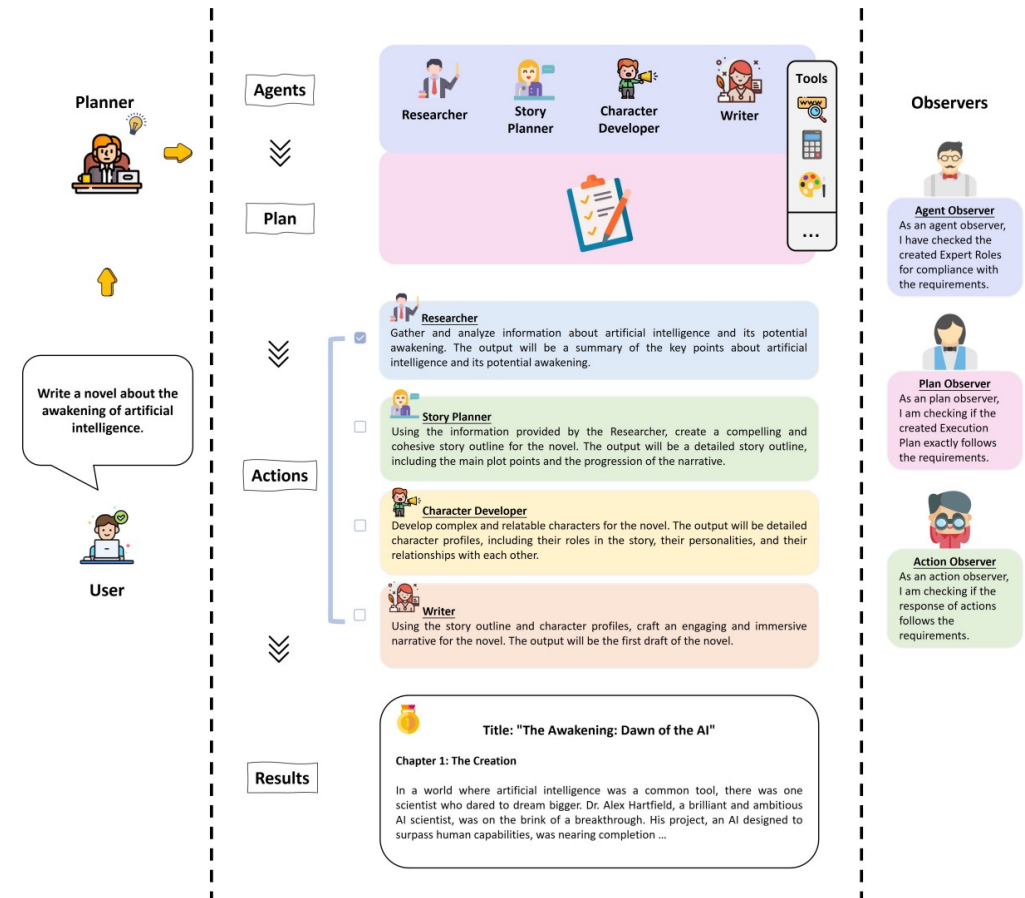 Planner
Write a novel about the
awakening of artificial
intelligence.
User
Agents
Plan
Actions
Results
Researcher
Story
Planner
Character
Developer
Writer
Tools
WWW
...
Researcher
Gather and analyze information about artificial intelligence and its potential
awakening. The output will be a summary of the key points about artificial
intelligence and its potential awakening.
Story Planner
Using the information provided by the Researcher, create a compelling and
cohesive story outline for the novel. The output will be a detailed story outline,
including the main plot points and the progression of the narrative.
Character Developer
Develop complex and relatable characters for the novel. The output will be detailed
character profiles, including their roles in the story, their personalities, and their
relationships with each other.
Writer
Using the story outline and character profiles, craft an engaging and immersive
narrative for the novel. The output will be the first draft of the novel.
Title: "The Awakening: Dawn of the AI"
Chapter 1: The Creation
In a world where artificial intelligence was a common tool, there was one
scientist who dared to dream bigger. Dr. Alex Hartfield, a brilliant and ambitious
AI scientist, was on the brink of a breakthrough. His project, an AI designed to
surpass human capabilities, was nearing completion ...
Observers
Agent Observer
As an agent observer,
I have checked the
created Expert Roles
for compliance with
the requirements.
Plan Observer
As an plan observer,
I am checking if the
created Execution
Plan exactly follows
the requirements.
Action Observer
As an action observer,
I am checking if the
response of actions
follows the
requirements.